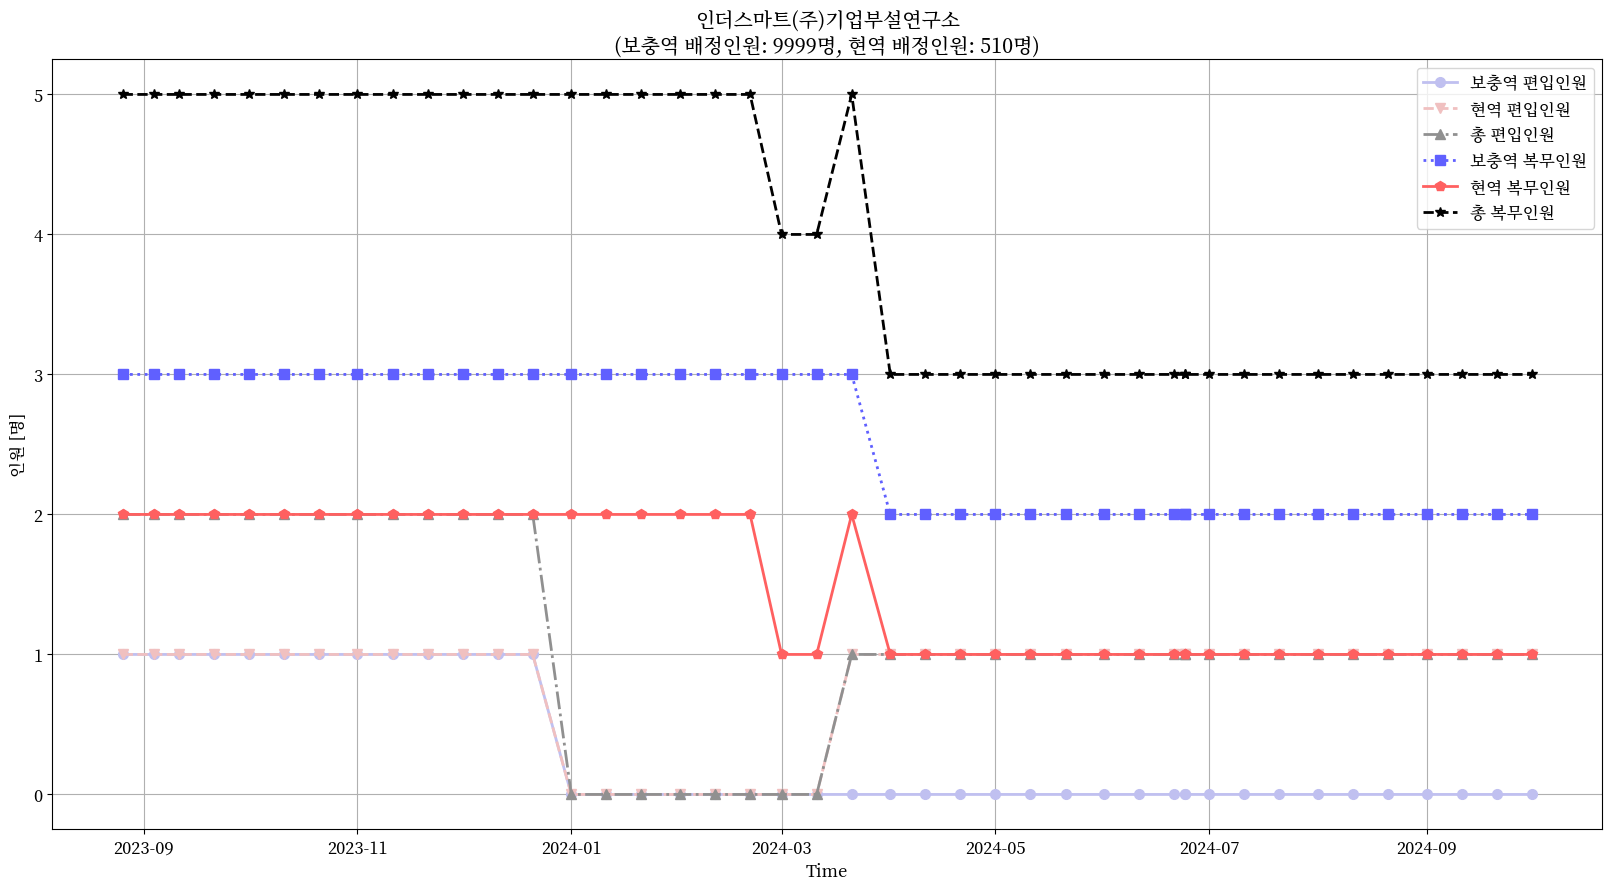 인더스마트(주)기업부설연구소
(보충역 배정인원: 9999명, 현역 배정인원: 510명)
보충역 편입인원
현역 편입인원
총 편입인원
보충역 복무인원
현역 복무인원
총 복무인원
인원 [명]
5
4
3
2
1
0
2023-09
2023-11
2024-01
2024-03
2024-05
2024-07
2024-09
Time